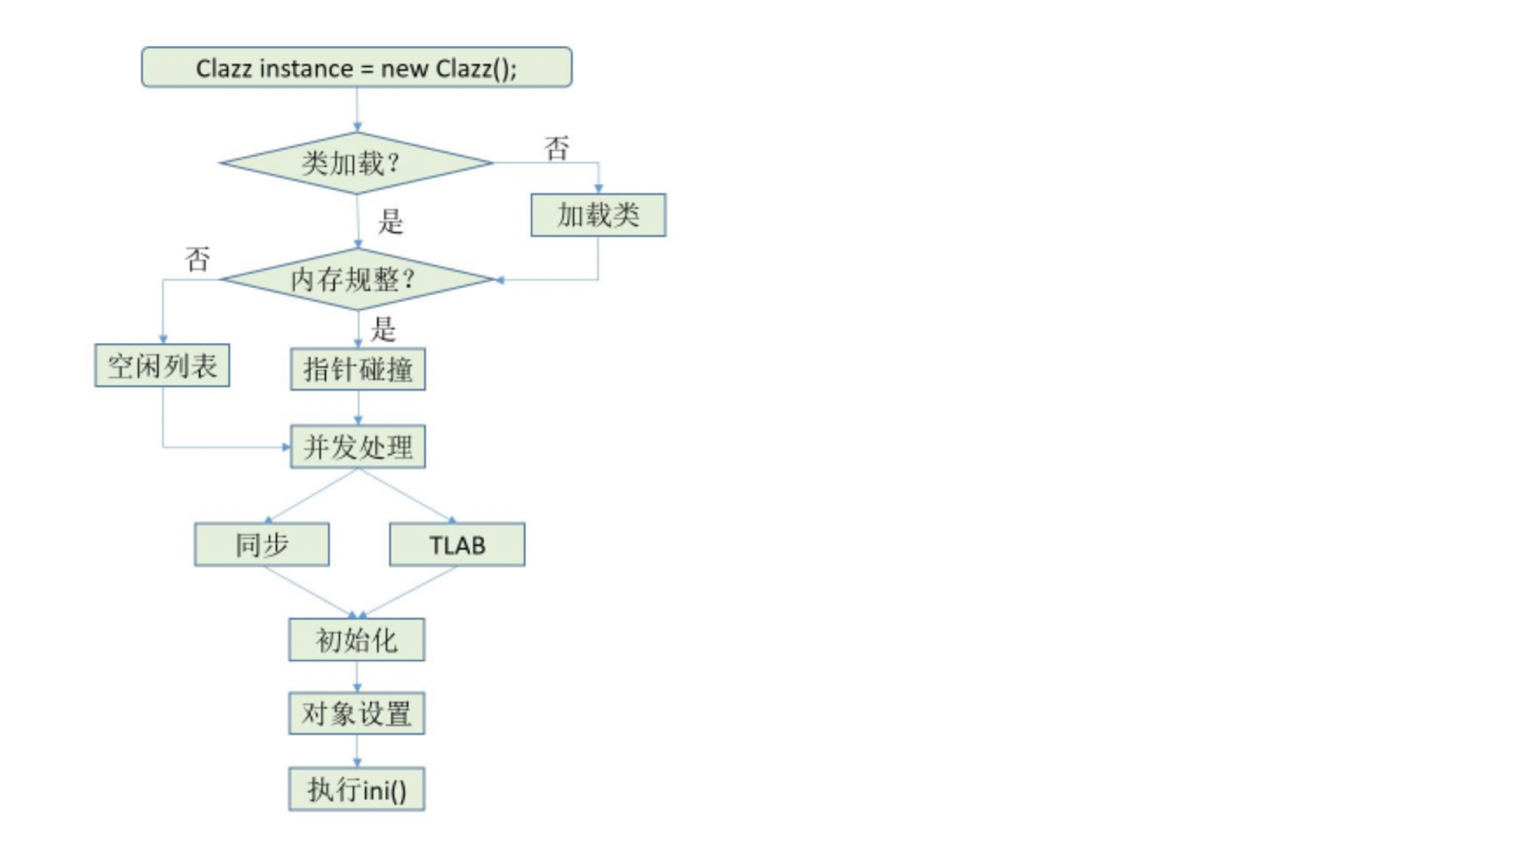 Clazz instance = new Clazz();
类加载？
否
加载类
是
否
内存规整？
是
空闲列表
指针碰撞
并发处理
同步
TLAB
初始化
对象设置
执行ini()